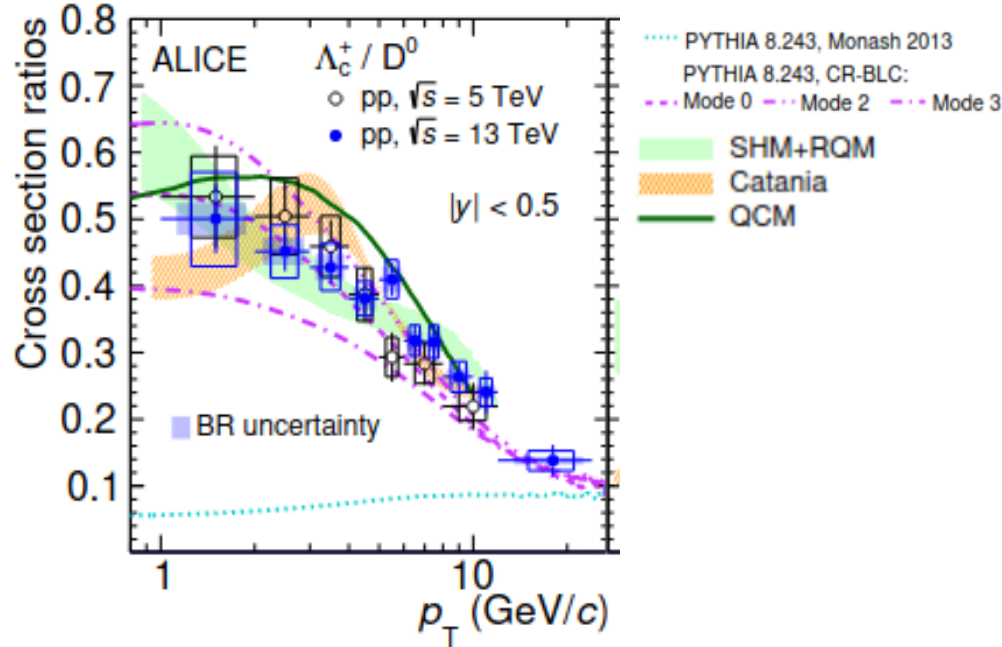 Cross section ratios
0.8
0.7
0.6
0.5
0.4
0.3
0.2
0.1
ALICE
Λc+ / D0
pp, √s = 5 TeV
pp, √s = 13 TeV
|y| < 0.5
BR uncertainty
1
10
pT (GeV/c)
PYTHIA 8.243, Monash 2013
PYTHIA 8.243, CR-BLC:
Mode 0 Mode 2 Mode 3
SHM+RQM
Catania
QCM